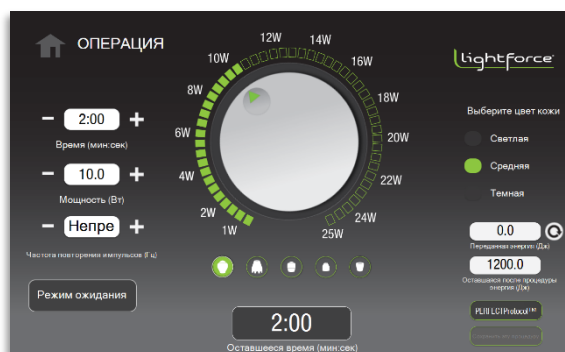 ОПЕРАЦИЯ
2:00
Время (мин:сек)
10.0
Мощность (Вт)
Непре
Частота повторения импульсов (Гц)
Режим ожидания
1W
2W
4W
6W
8W
10W
12W
14W
16W
18W
20W
22W
24W
25W
2:00
Оставшееся время (мин:сек)
lightforce
Выберите цвет кожи
Светлая
Средняя
Темная
0.0
Переданная энергия (Дж)
1200.0
Оставшаяся после процедуры
энергия (Дж)
PERFECTProtocol™